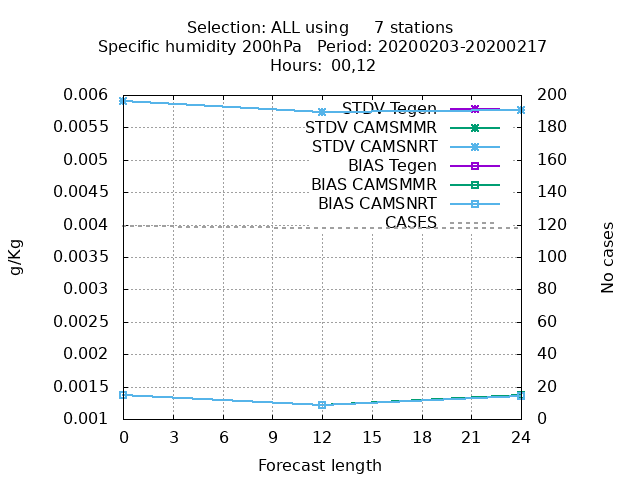 Selection: ALL using     7 stations
Specific humidity 200hPa   Period: 20200203-20200217
Hours: 00,12
0.006
0.0055
0.005
0.0045
0.004
0.0035
0.003
0.0025
0.002
0.0015
0.001
g/Kg
STDV Tegen
STDV CAMSMMR
STDV CAMSNRT
BIAS Tegen
BIAS CAMSMMR
BIAS CAMSNRT
CASES
200
180
160
140
120
100
80
60
40
20
0
No cases
0 3 6 9 12 15 18 21 24
Forecast length